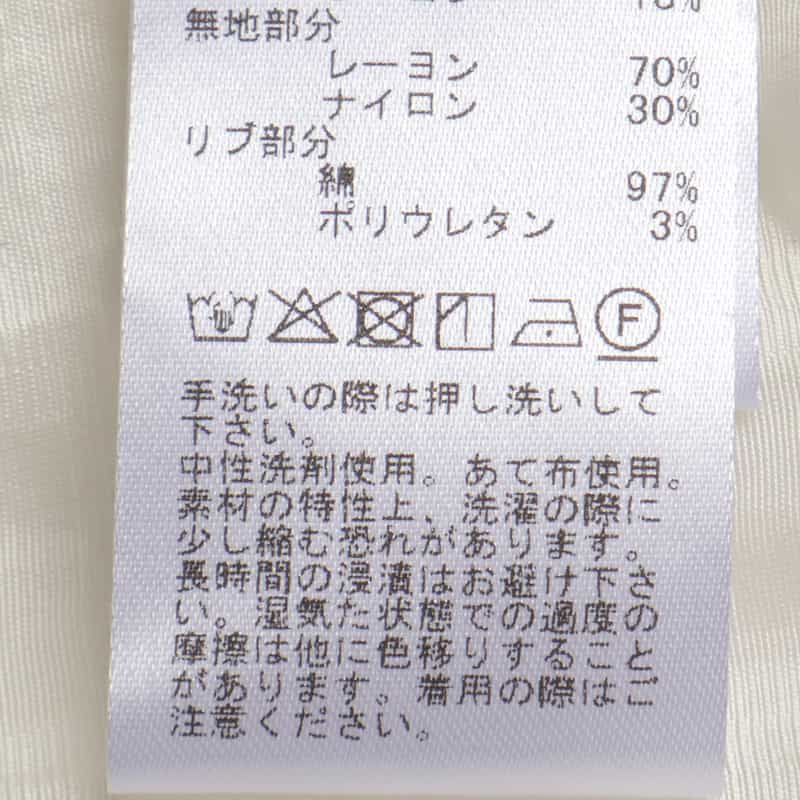 無地部分
レーヨン 70%
ナイロン 30%
リブ部分
綿 97%
ポリウレタン 3%
F
手洗いの際は押し洗いして
下さい。
中性洗剤使用。あて布使用。
素材の特性上、洗濯の際に
少し縮む恐れがあります。
長時間の浸漬はお避け下さ
い。湿気た状態での過度の
摩擦は他に色移りすること
があります。着用の際はご
注意ください。